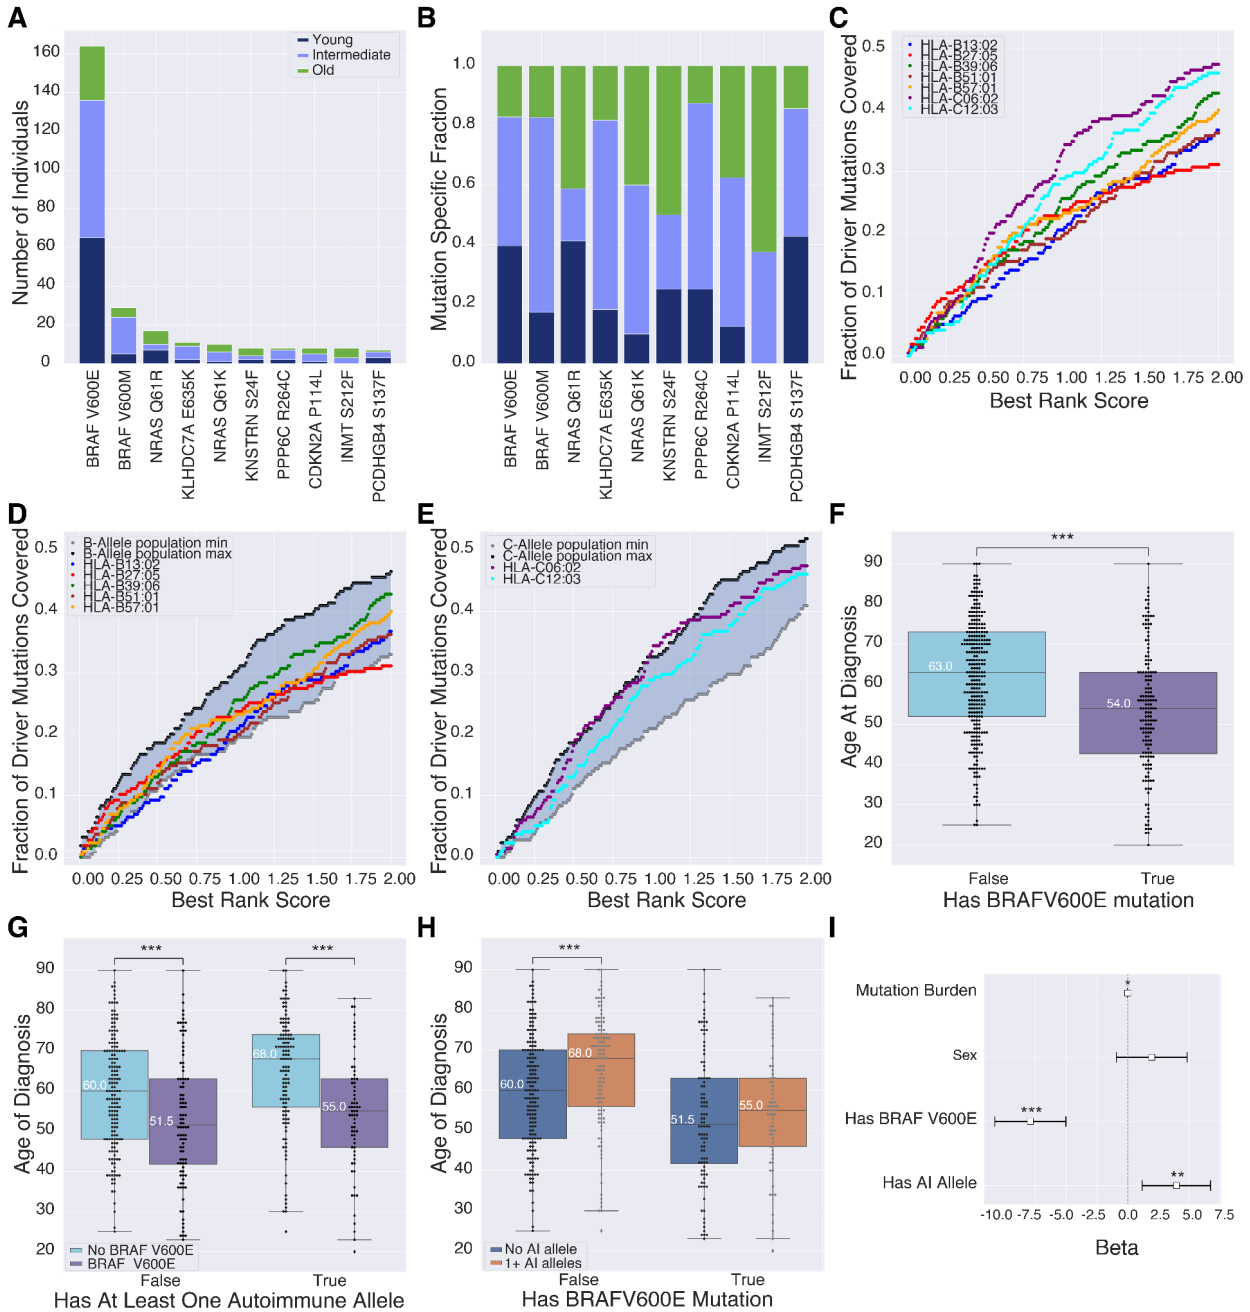 A
Number of Individuals
160
140
120
100
80
60
40
20
0
Young
Intermediate
Old
BRAF V600E
BRAF V600M
NRAS Q61R
KLHDC7A E635K
NRAS Q61K
KNSTRN S24F
PPP6C R264C
CDKN2A P114L
INMT S212F
PCDHGB4 S137F
B
Mutation Specific Fraction
1.0
0.8
0.6
0.4
0.2
0.0
BRAF V600E
BRAF V600M
NRAS Q61R
KLHDC7A E635K
NRAS Q61K
KNSTRN S24F
PPP6C R264C
CDKN2A P114L
INMT S212F
PCDHGB4 S137F
C
Fraction of Driver Mutations Covered
0.5
0.4
0.3
0.2
0.1
0.0
HLA-B13:02
HLA-B27:05
HLA-B39:06
HLA-B51:01
HLA-B57:01
HLA-C06:02
HLA-C12:03
0.00 0.25 0.50 0.75 1.00 1.25 1.50 1.75 2.00
Best Rank Score
D
Fraction of Driver Mutations Covered
0.5
0.4
0.3
0.2
0.1
0.0
B-Allele population min
B-Allele population max
HLA-B13:02
HLA-B27:05
HLA-B39:06
HLA-B51:01
HLA-B57:01
0.00 0.25 0.50 0.75 1.00 1.25 1.50 1.75 2.00
Best Rank Score
E
Fraction of Driver Mutations Covered
0.5
0.4
0.3
0.2
0.1
0.0
C-Allele population min
C-Allele population max
HLA-C06:02
HLA-C12:03
0.00 0.25 0.50 0.75 1.00 1.25 1.50 1.75 2.00
Best Rank Score
F
Age At Diagnosis
90
80
70
60
50
40
30
20
***
63.0
54.0
False True
Has BRAFV600E mutation
G
Age of Diagnosis
90
80
70
60
50
40
30
20
*** ***
60.0
51.5
68.0
55.0
No BRAF V600E
BRAF V600E
False True
Has At Least One Autoimmune Allele
H
Age of Diagnosis
90
80
70
60
50
40
30
20
***
60.0
68.0
51.5
55.0
No AI allele
1+ AI alleles
False True
Has BRAFV600E Mutation
I
Mutation Burden
*
Sex
Has BRAF V600E
***
Has AI Allele
**
-10.0 -7.5 -5.0 -2.5 0.0 2.5 5.0 7.5
Beta